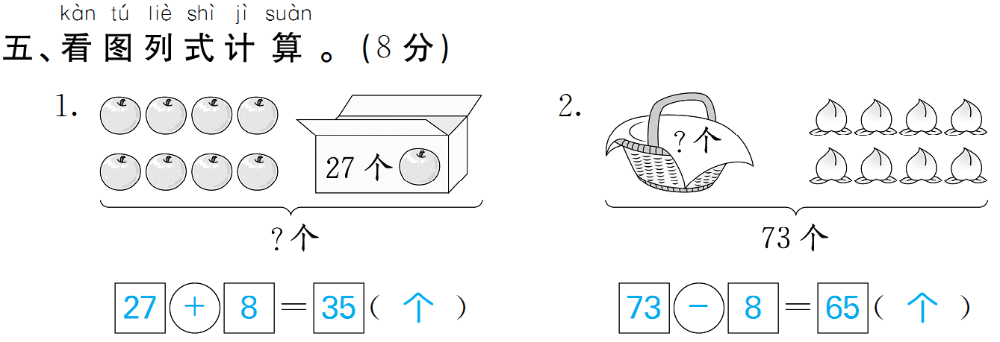 kàn tú liè shì jì suàn
五、看图列式计算。(8分)
1.
27个
?个
27+8=35(个)
2.
?个
73个
73-8=65(个)